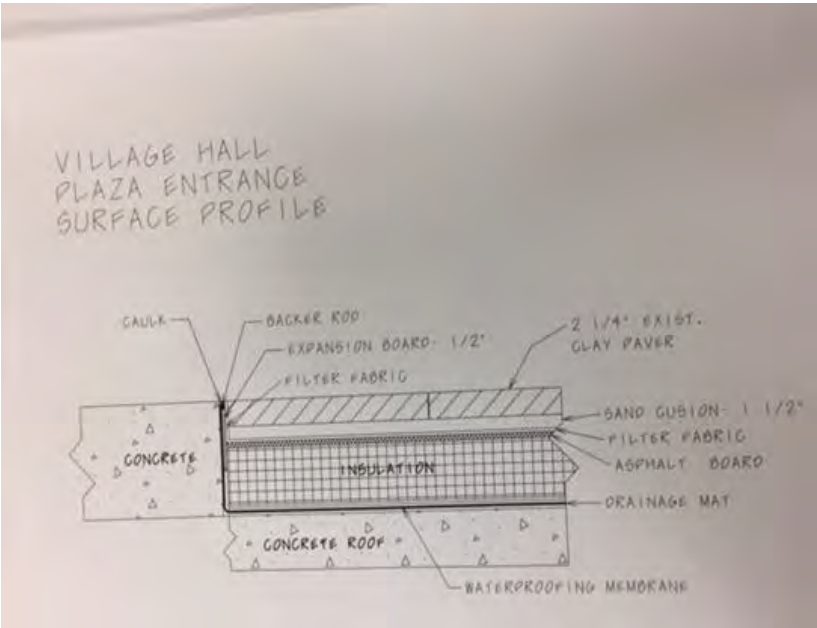 VILLAGE HALL
PLAZA ENTRANCE
SURFACE PROFILE
CAULK
BACKER ROD
EXPANSION BOARD- 1/2"
FILTER FABRIC
2 1/4" EXIST.
CLAY PAVER
SAND CUSION- 1 1/2"
FILTER FABRIC
ASPHALT BOARD
CONCRETE
INSULATION
DRAINAGE MAT
CONCRETE ROOF
WATERPROOFING MEMBRANE